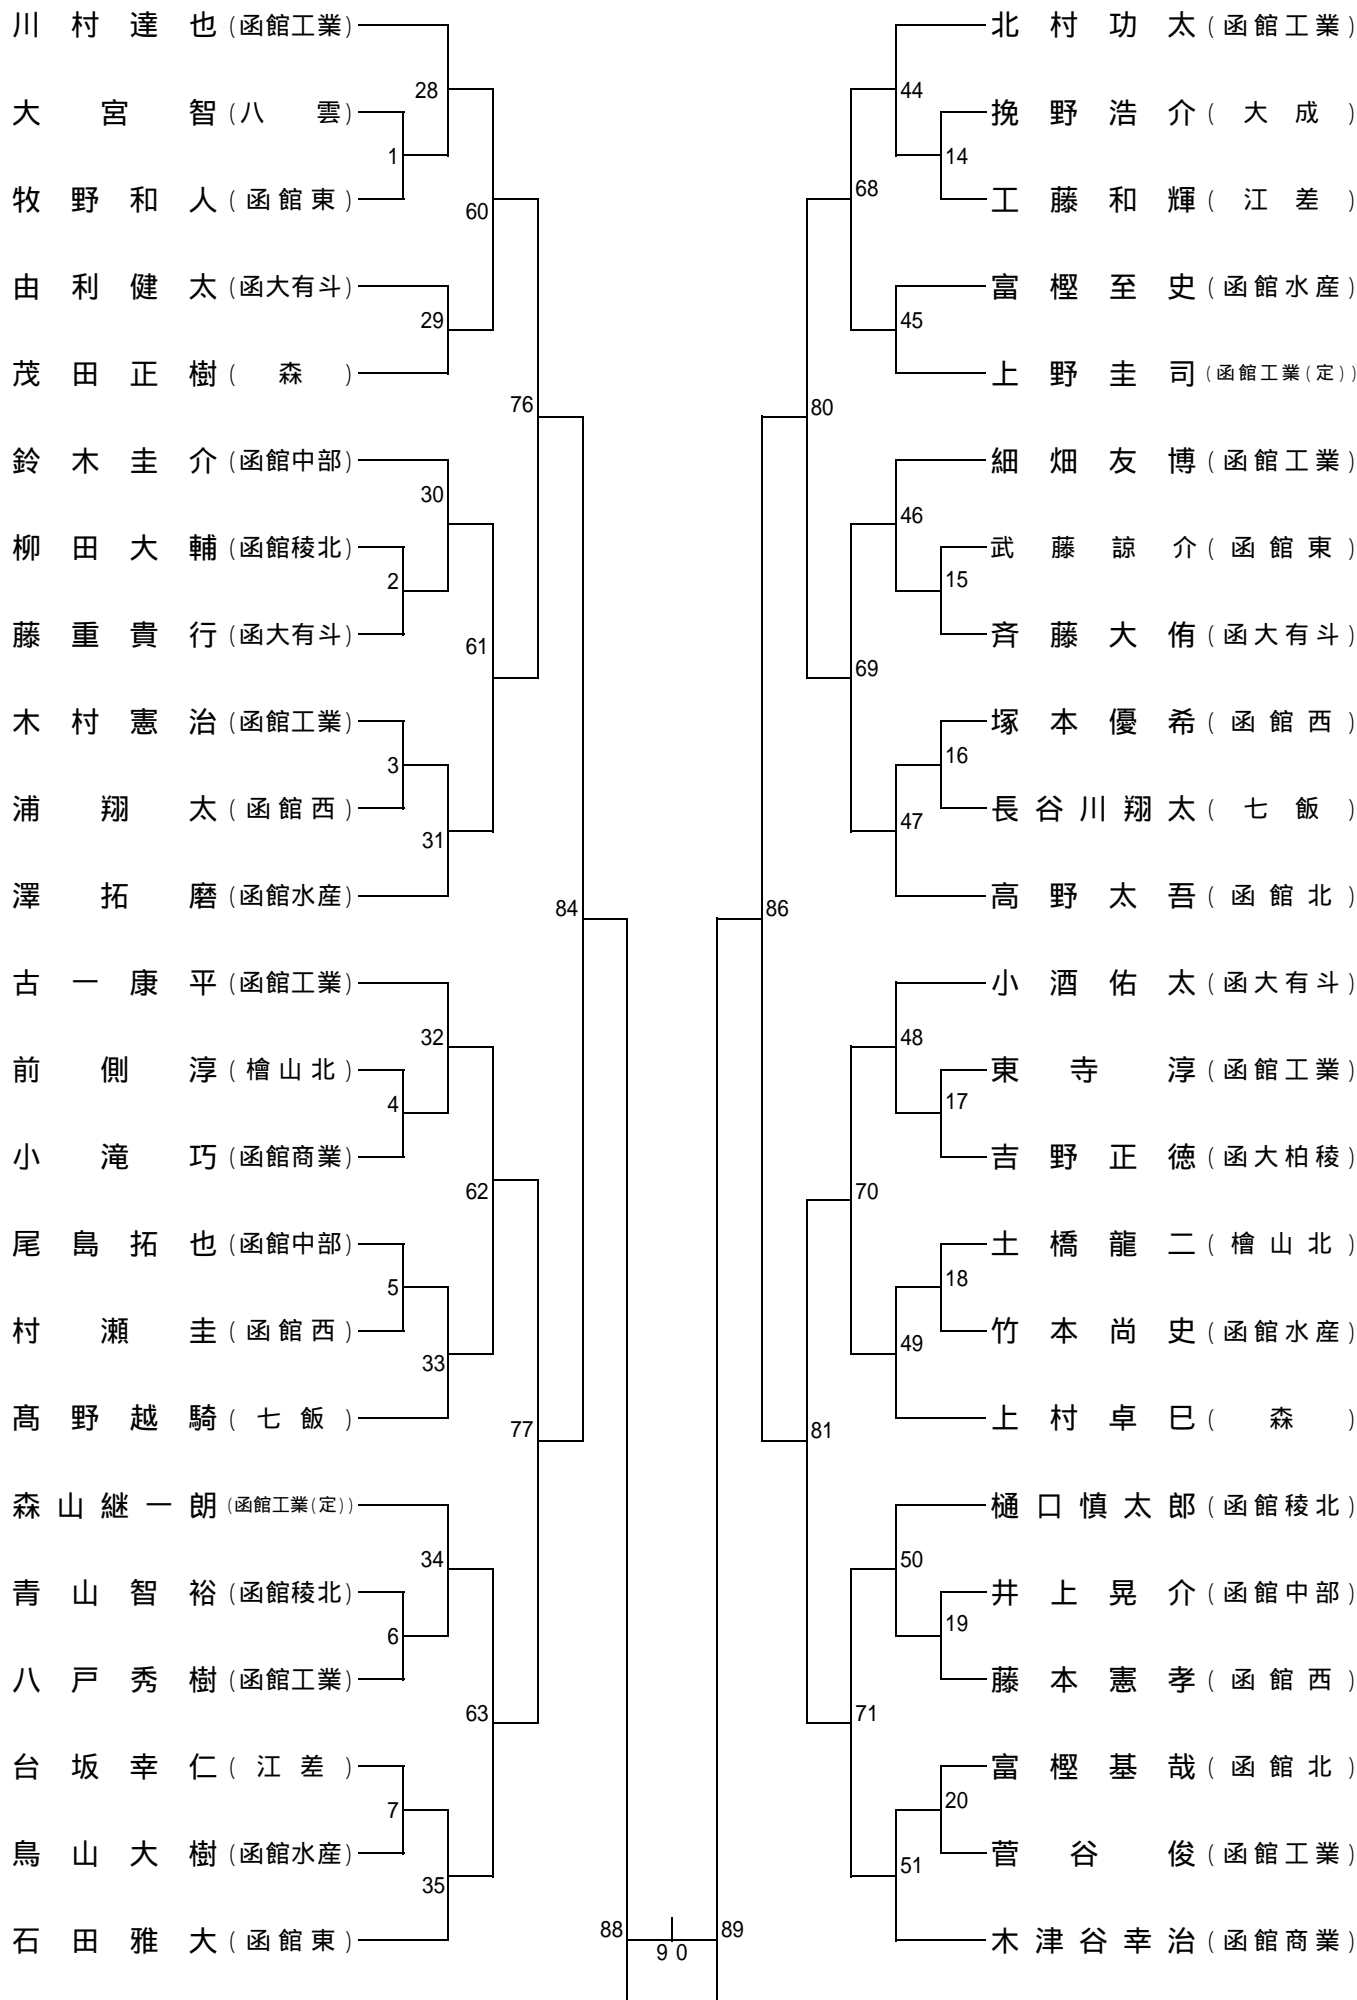 川村達也(函館工業)
28
大宮智(八雲)
1
牧野和人(函館東)
60
由利健太(函大有斗)
29
茂田正樹(森)
76
鈴木圭介(函館中部)
30
柳田大輔(函館稜北)
2
藤重貴行(函大有斗)
61
木村憲治(函館工業)
3
浦翔太(函館西)
31
澤拓磨(函館水産)
84
古一康平(函館工業)
32
前側淳(檜山北)
4
小滝巧(函館商業)
62
尾島拓也(函館中部)
5
村瀬圭(函館西)
33
髙野越騎(七飯)
77
森山継一朗(函館工業(定))
34
青山智裕(函館稜北)
6
八戸秀樹(函館工業)
63
台坂幸仁(江差)
7
鳥山大樹(函館水産)
35
石田雅大(函館東)
88
90
北村功太(函館工業)
44
挽野浩介(大成)
14
工藤和輝(江差)
68
富樫至史(函館水産)
45
上野圭司(函館工業(定))
80
細畑友博(函館工業)
46
武藤諒介(函館東)
15
斉藤大侑(函大有斗)
69
塚本優希(函館西)
16
長谷川翔太(七飯)
47
高野太吾(函館北)
86
小酒佑太(函大有斗)
48
東寺淳(函館工業)
17
吉野正徳(函大柏稜)
70
土橋龍二(檜山北)
18
竹本尚史(函館水産)
49
上村卓巳(森)
81
樋口慎太郎(函館稜北)
50
井上晃介(函館中部)
19
藤本憲孝(函館西)
71
富樫基哉(函館北)
20
菅谷俊(函館工業)
51
木津谷幸治(函館商業)
89